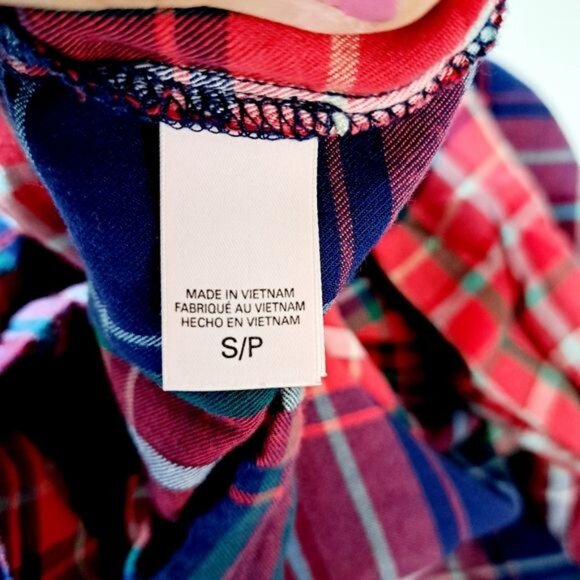 MADE IN VIETNAM
FABRIQUÉ AU VIETNAM
HECHO EN VIETNAM
S/P